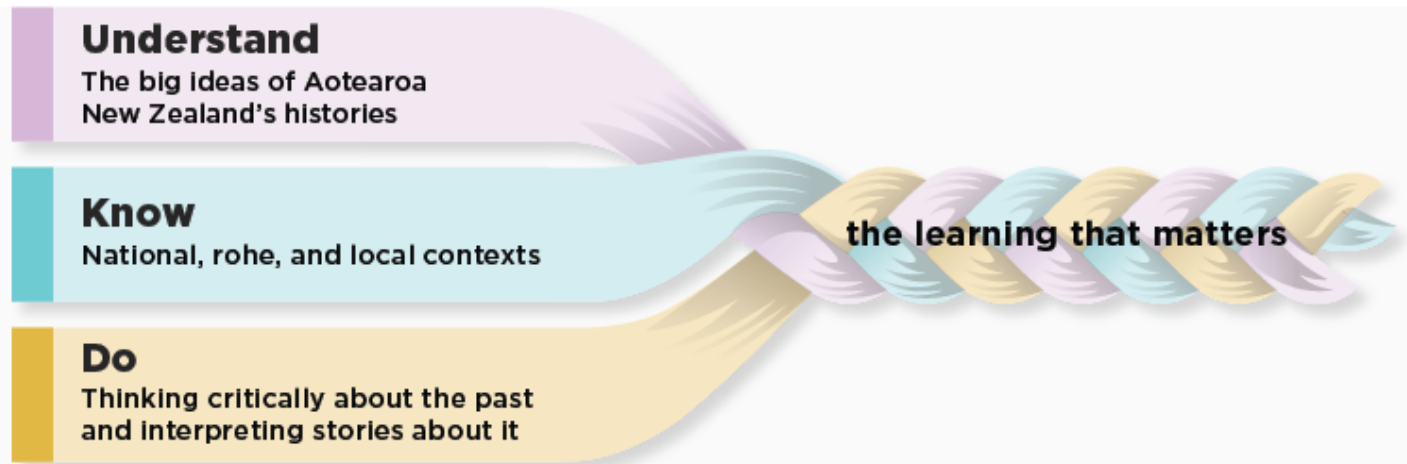 Understand
The big ideas of Aotearoa
New Zealand’s histories
Know
National, rohe, and local contexts
Do
Thinking critically about the past
and interpreting stories about it
the learning that matters